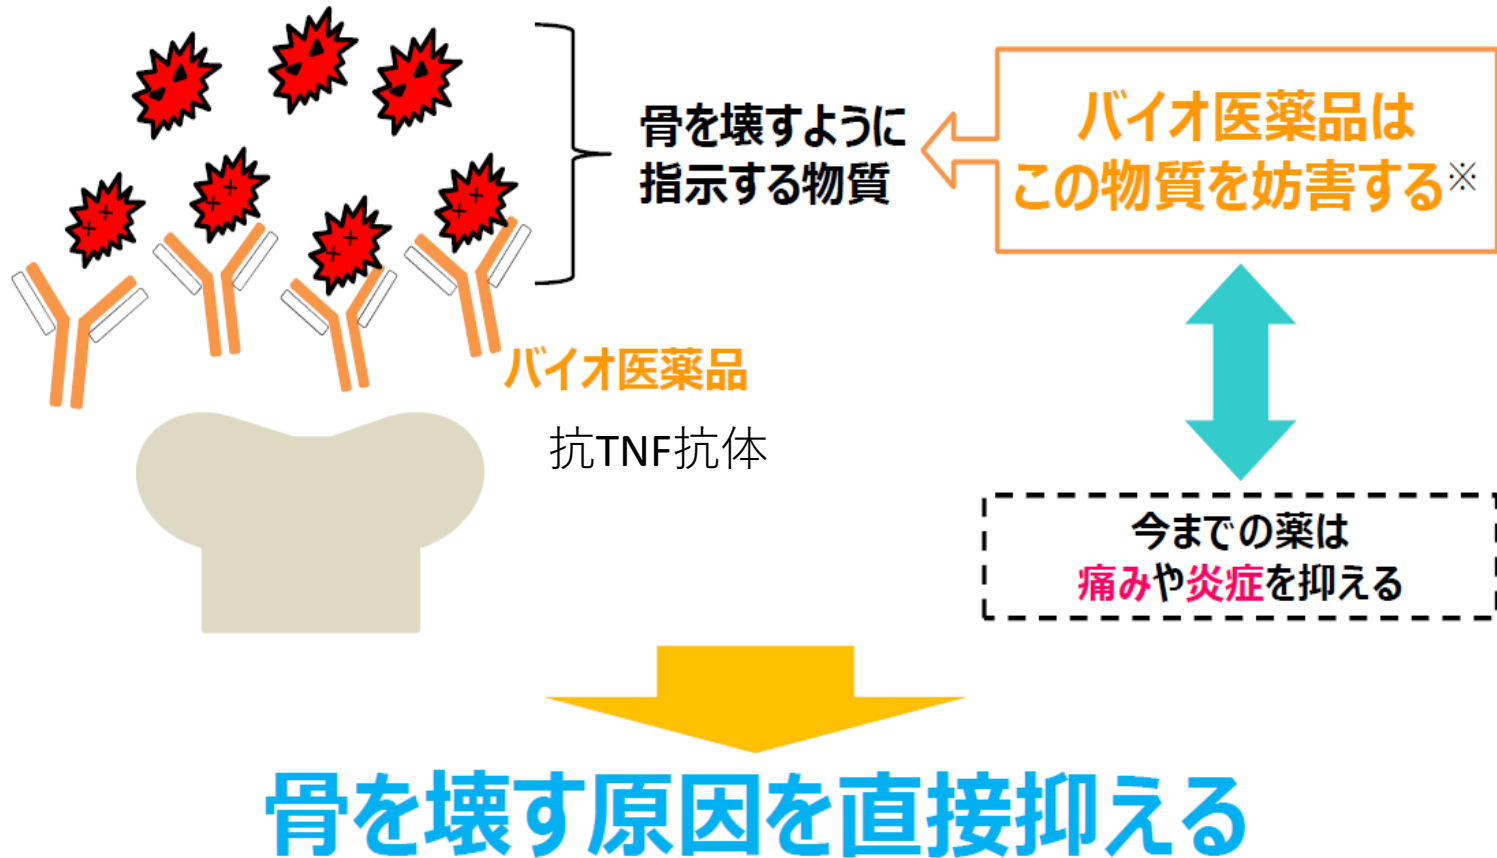 骨を壊すように
指示する物質
バイオ医薬品は
この物質を妨害する※
バイオ医薬品
抗TNF抗体
今までの薬は
痛みや炎症を抑える
骨を壊す原因を直接抑える